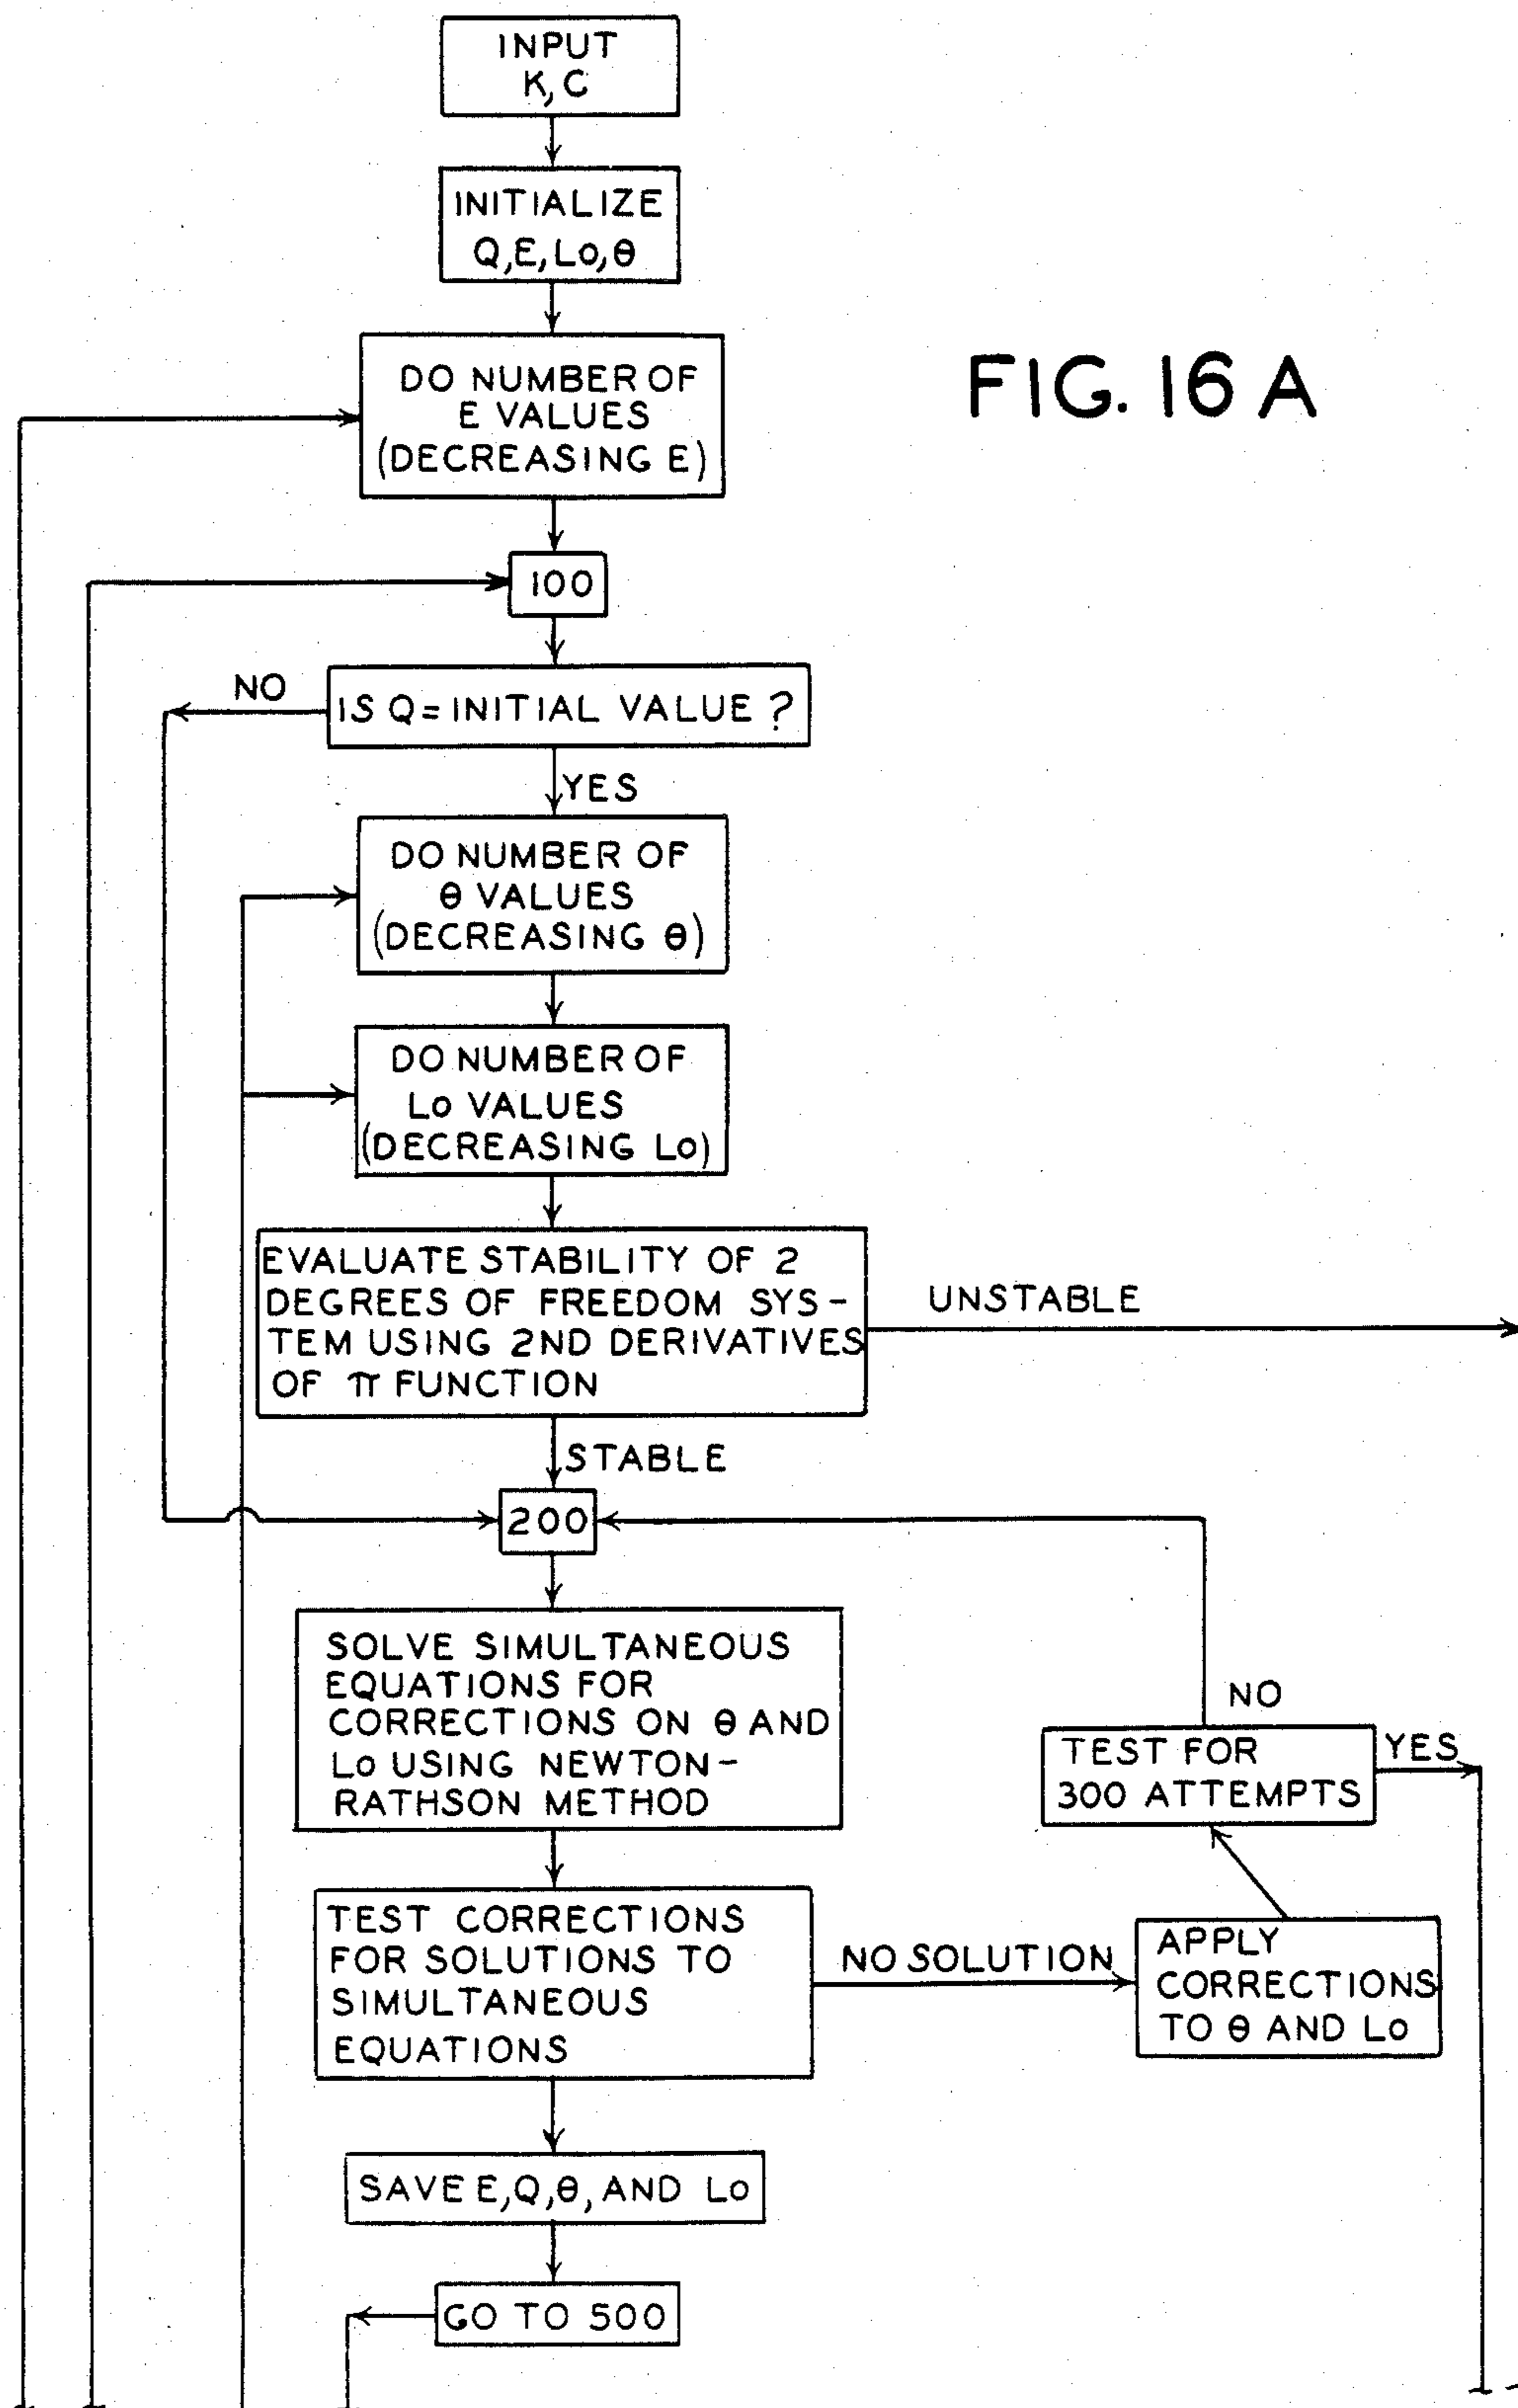 INPUT
K, C
INITIALIZE
Q, E, Lo, θ
FIG. 16 A
DO NUMBER OF
E VALUES
(DECREASING E)
100
NO
IS Q = INITIAL VALUE ?
YES
DO NUMBER OF
θ VALUES
(DECREASING θ)
DO NUMBER OF
Lo VALUES
(DECREASING Lo)
EVALUATE STABILITY OF 2
DEGREES OF FREEDOM SYS-
TEM USING 2ND DERIVATIVES
OF π FUNCTION
UNSTABLE
STABLE
200
SOLVE SIMULTANEOUS
EQUATIONS FOR
CORRECTIONS ON θ AND
Lo USING NEWTON-
RATHSON METHOD
NO
TEST FOR
300 ATTEMPTS
YES
TEST CORRECTIONS
FOR SOLUTIONS TO
SIMULTANEOUS
EQUATIONS
NO SOLUTION
APPLY
CORRECTIONS
TO θ AND Lo
SAVE E, Q, θ, AND Lo
GO TO 500